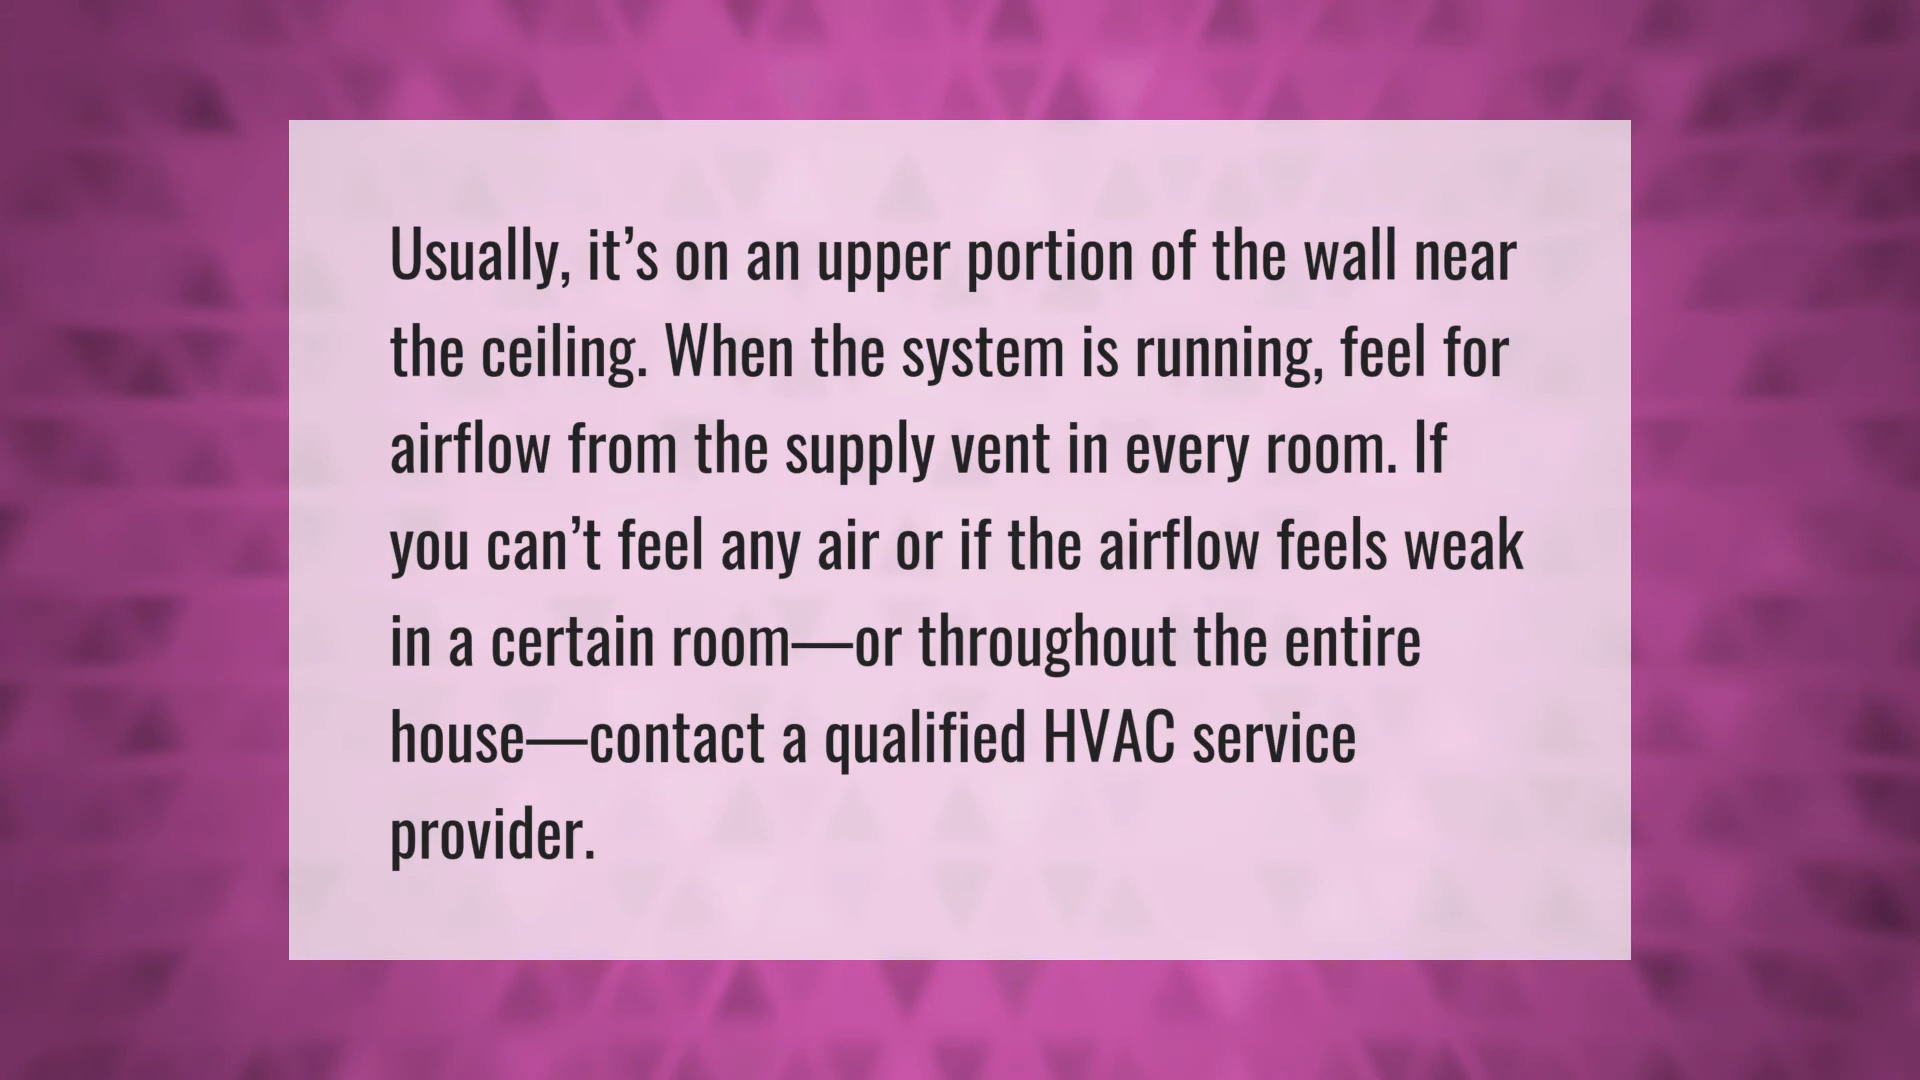 Usually, it’s on an upper portion of the wall near
the ceiling. When the system is running, feel for
airflow from the supply vent in every room. If
you can’t feel any air or if the airflow feels weak
in a certain room—or throughout the entire
house—contact a qualified HVAC service
provider.